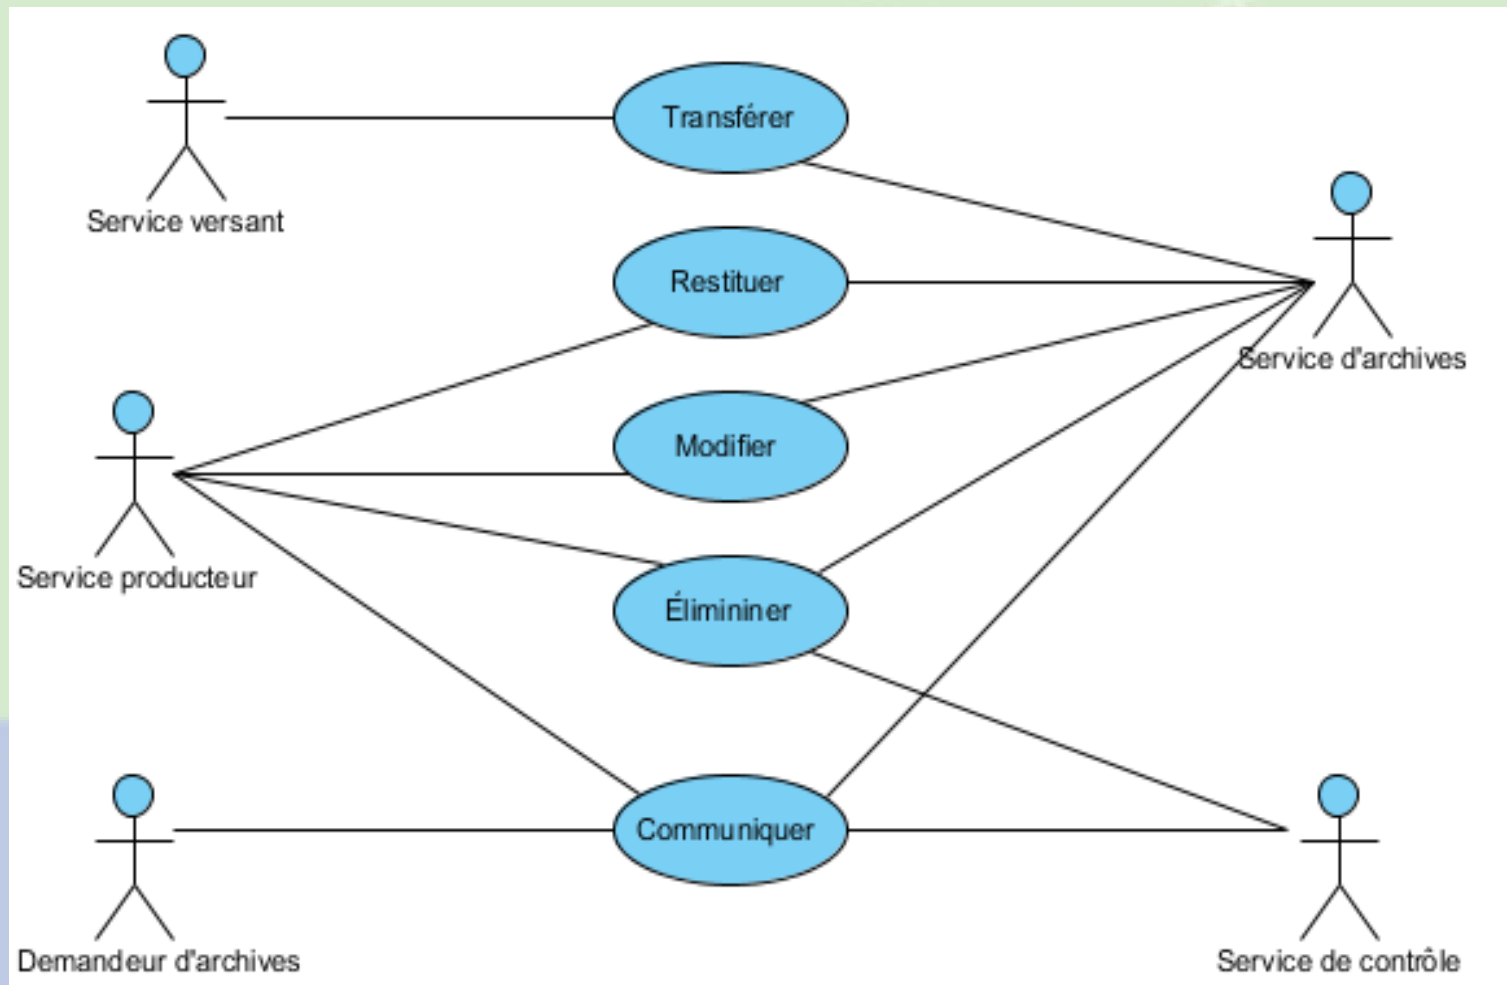 Transférer
Service versant
Restituer
Service d'archives
Modifier
Service producteur
Élimininer
Communiquer
Demandeur d'archives
Service de contrôle